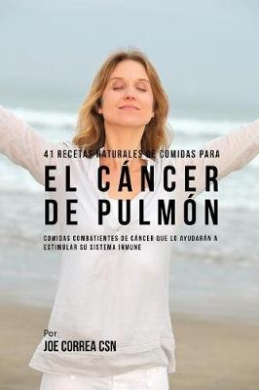 41 RECETAS NATURALES DE COMIDAS PARA
EL CÁNCER
DE PULMÓN
COMIDAS COMBATIENTES DE CÁNCER QUE LO AYUDARÁN A
ESTIMULAR SU SISTEMA INMUNE
Por
JOE CORREA CSN